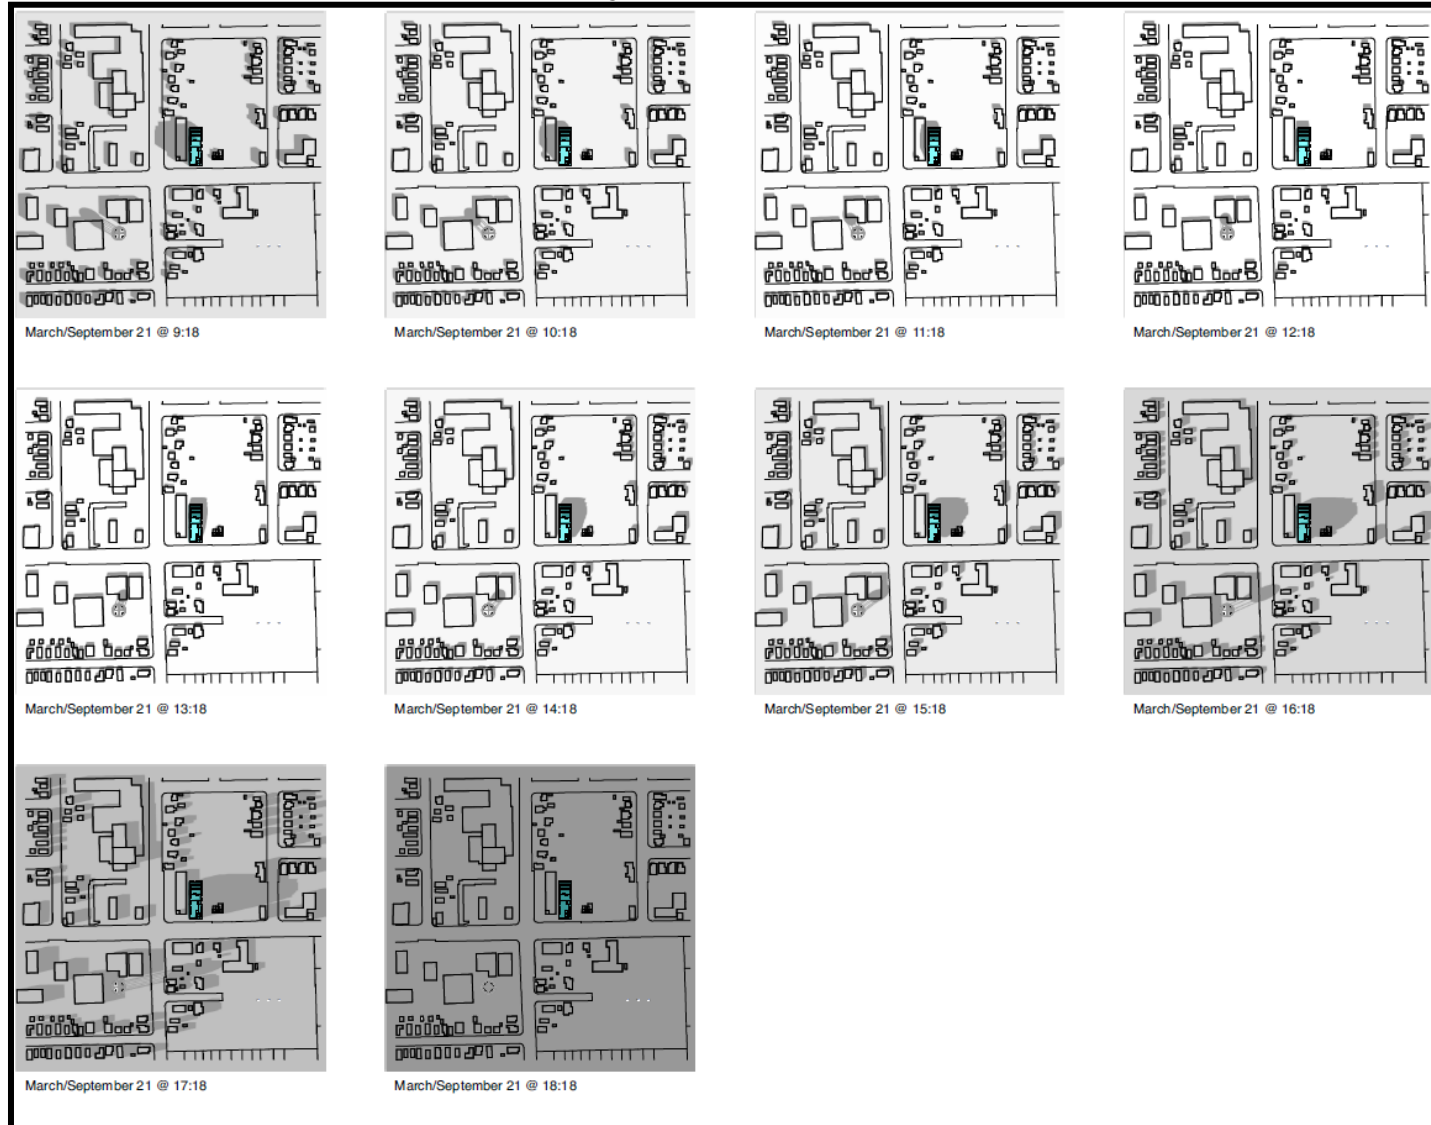 March/September 21 @ 9:18
March/September 21 @ 10:18
March/September 21 @ 11:18
March/September 21 @ 12:18
March/September 21 @ 13:18
March/September 21 @ 14:18
March/September 21 @ 15:18
March/September 21 @ 16:18
March/September 21 @ 17:18
March/September 21 @ 18:18